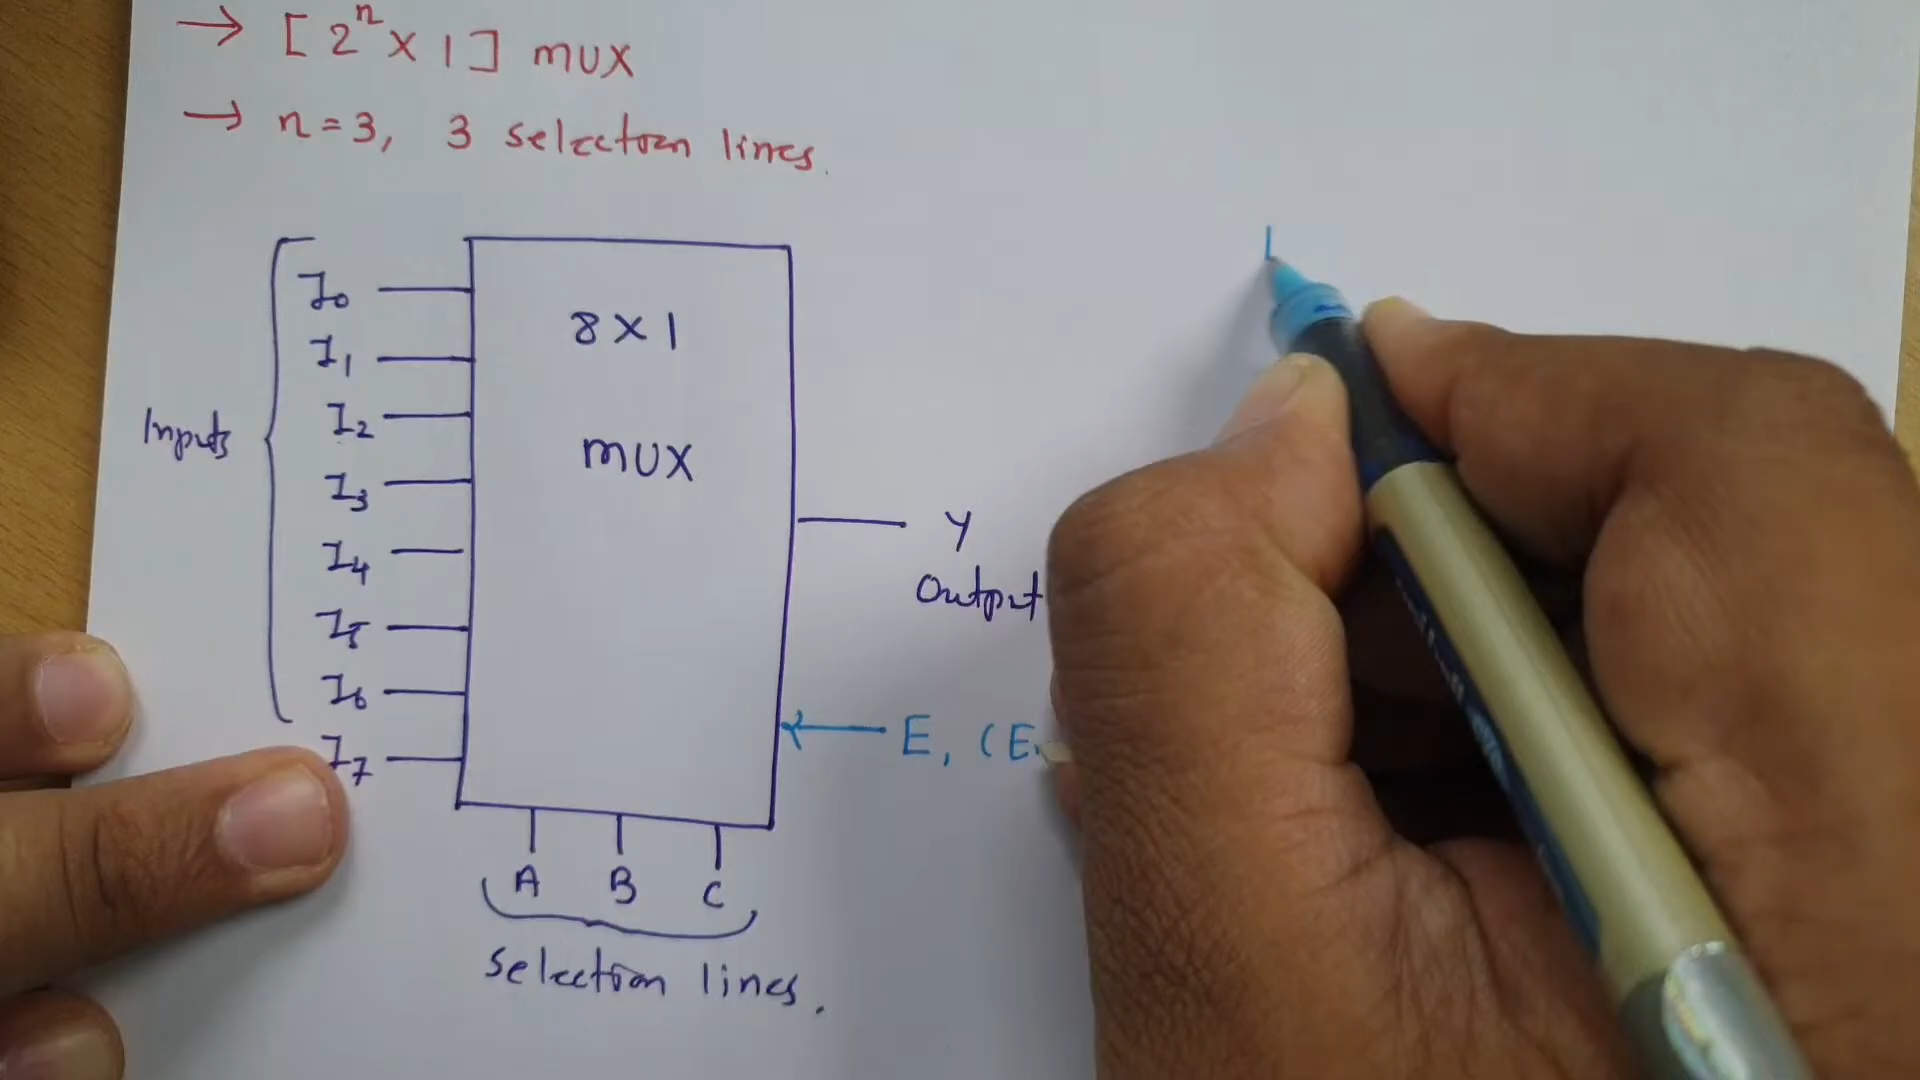 → [2ⁿ x 1] mux
→ n=3, 3 selection lines.
I₀
8 x 1
I₁
Inputs
I₂
mux
I₃
Y
I₄
Output
I₅
I₆
E, (E
I₇
A B C
selection lines.